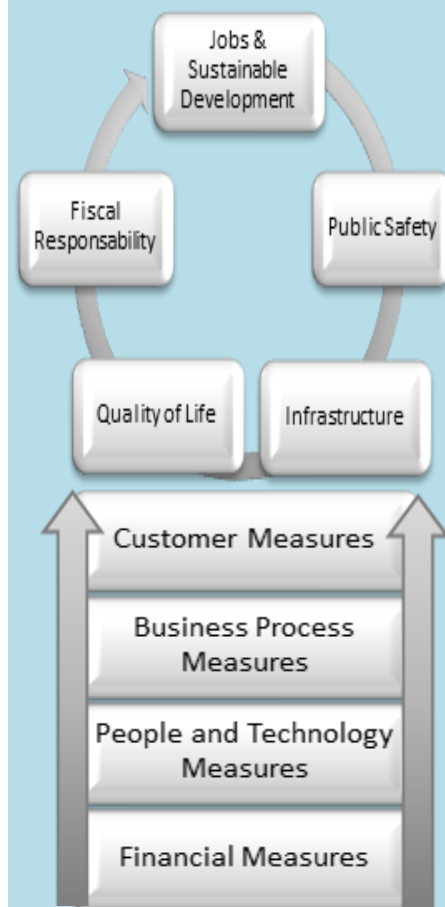 Jobs &
Sustainable
Development
Fiscal
Responsability
Public Safety
Quality of Life
Infrastructure
Customer Measures
Business Process
Measures
People and Technology
Measures
Financial Measures